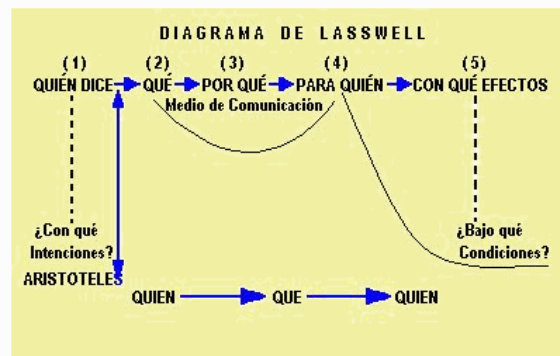 DIAGRAMA DE LASSWELL
(1) (2) (3) (4) (5)
QUIÉN DICE QUÉ POR QUÉ PARA QUIÉN CON QUÉ EFECTOS
Medio de Comunicación
¿Con qué
Intenciones?
¿Bajo qué
Condiciones?
ARISTOTELES
QUIEN QUE QUIEN